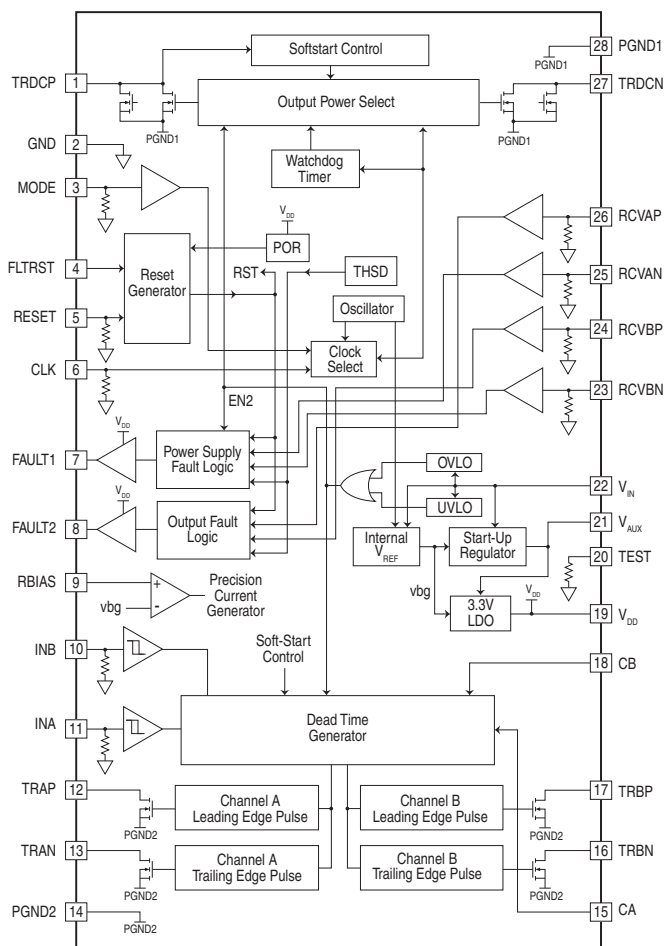 Softstart Control
28 PGND1
PGND1
TRDCP 1
27 TRDCN
Output Power Select
PGND1
PGND1
GND 2
Watchdog
Timer
MODE 3
26 RCVAP
VDD
POR
FLTRST 4
Reset
Generator
RST
THSD
25 RCVAN
Oscillator
RESET 5
24 RCVBP
Clock
Select
CLK 6
23 RCVBN
EN2
VDD
Power Supply
Fault Logic
FAULT1 7
OVLO
22 VIN
VDD
UVLO
Output Fault
Logic
FAULT2 8
21 VAUX
Internal
VREF
Start-Up
Regulator
20 TEST
RBIAS 9
+
-
vbg
Precision
Current
Generator
vbg
3.3V
LDO
VDD
19 VDD
INB 10
Soft-Start
Control
18 CB
INA 11
Dead Time
Generator
TRAP 12
17 TRBP
Channel A
Leading Edge Pulse
Channel B
Leading Edge Pulse
PGND2
PGND2
TRAN 13
16 TRBN
Channel A
Trailing Edge Pulse
Channel B
Trailing Edge Pulse
PGND2
PGND2
PGND2 14
PGND2
15 CA